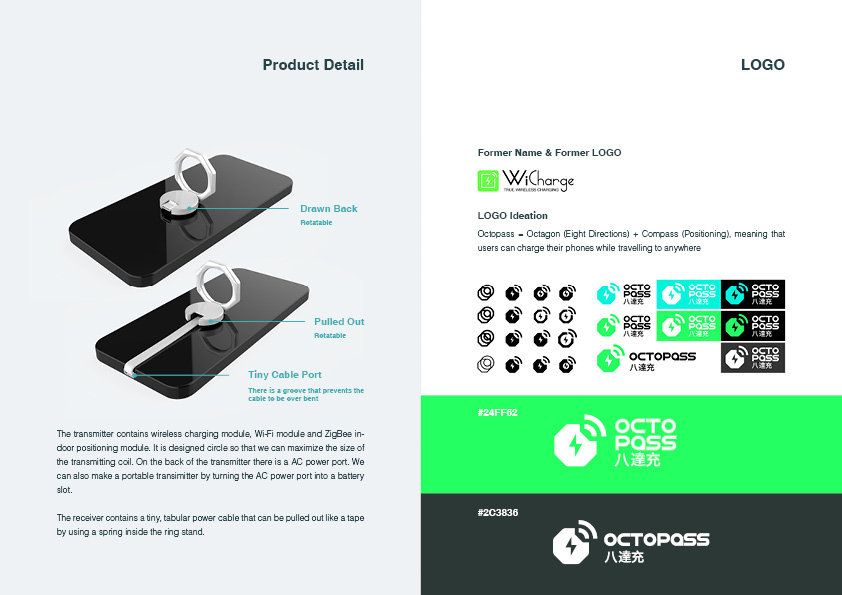 Product Detail
Drawn Back
Rotatable
Pulled Out
Rotatable
Tiny Cable Port
There is a groove that prevents the
cable to be over bent
The transmitter contains wireless charging module, Wi-Fi module and ZigBee in-
door positioning module. It is designed circle so that we can maximize the size of
the transmitting coil. On the back of the transmitter there is a AC power port. We
can also make a portable transimitter by turning the AC power port into a battery
slot.
The receiver contains a tiny, tabular power cable that can be pulled out like a tape
by using a spring inside the ring stand.
LOGO
Former Name & Former LOGO
WiCharge
TRUE WIRELESS CHARGING
LOGO Ideation
Octopass = Octagon (Eight Directions) + Compass (Positioning), meaning that
users can charge their phones while travelling to anywhere
OCTO
PASS
八達充
OCTO
PASS
八達充
OCTO
PASS
八達充
OCTO
PASS
八達充
OCTO
PASS
八達充
OCTO
PASS
八達充
OCTOPASS
八達充
OCTO
PASS
八達充
#24FF62
OCTO
PASS
八達充
#2C3836
OCTOPASS
八達充